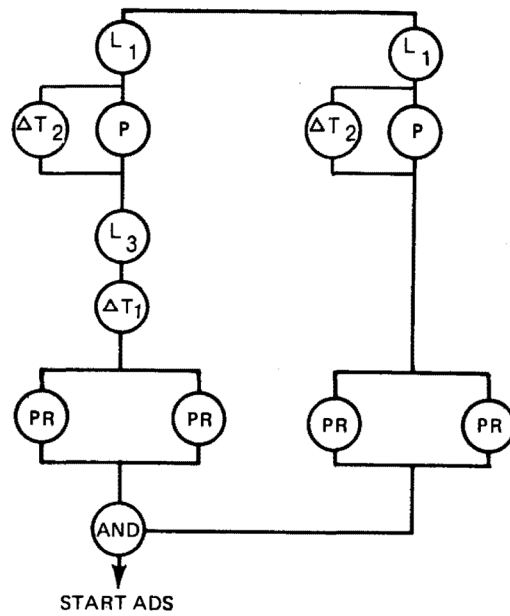 L1 L1
ΔT2 P ΔT2 P
L3
ΔT1
PR PR PR PR
AND
START ADS